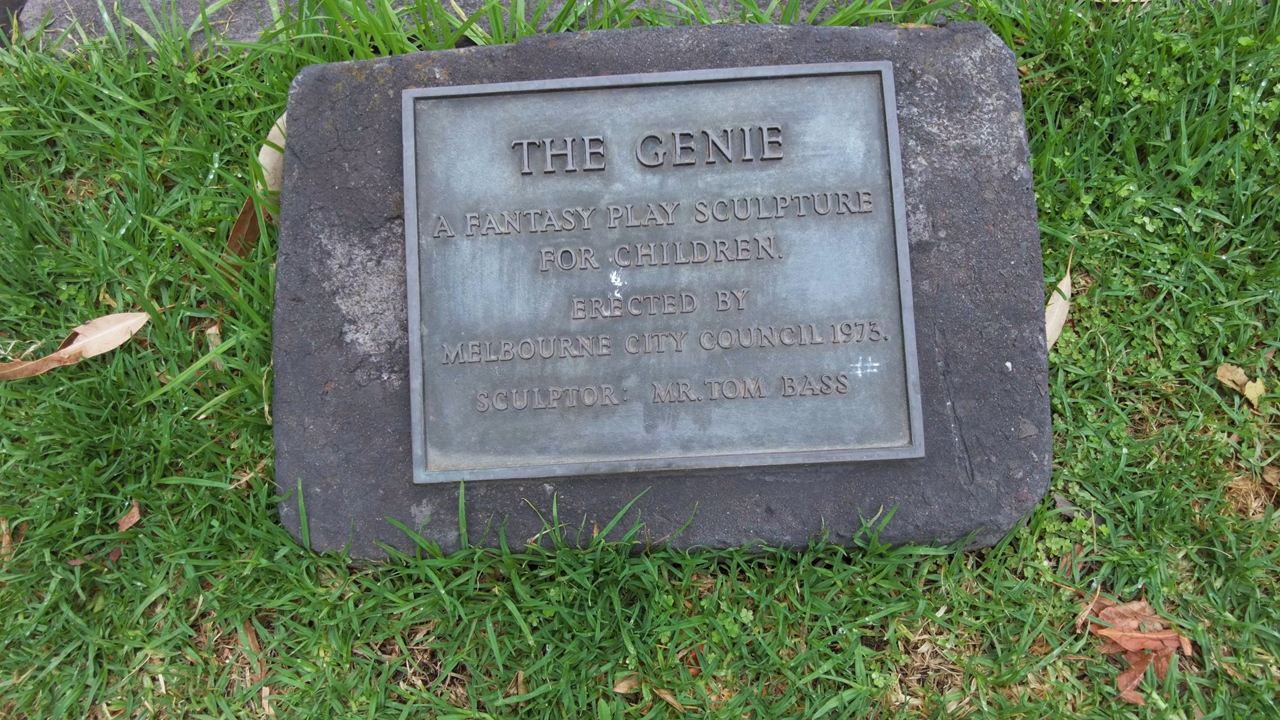 THE GENIE
A FANTASY PLAY SCULPTURE
FOR CHILDREN.
ERECTED BY
MELBOURNE CITY COUNCIL 1973.
SCULPTOR: MR. TOM BASS